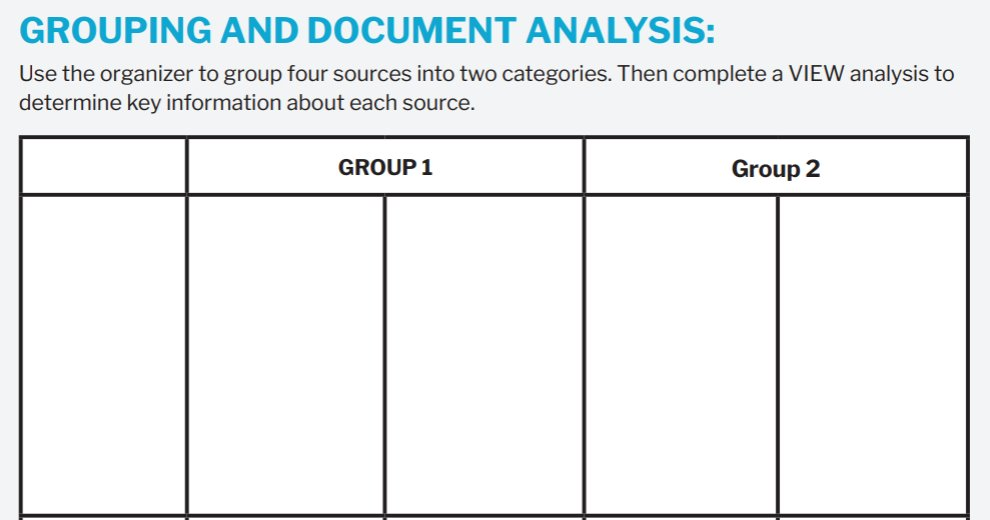 GROUPING AND DOCUMENT ANALYSIS:
Use the organizer to group four sources into two categories. Then complete a VIEW analysis to
determine key information about each source.
GROUP 1
Group 2